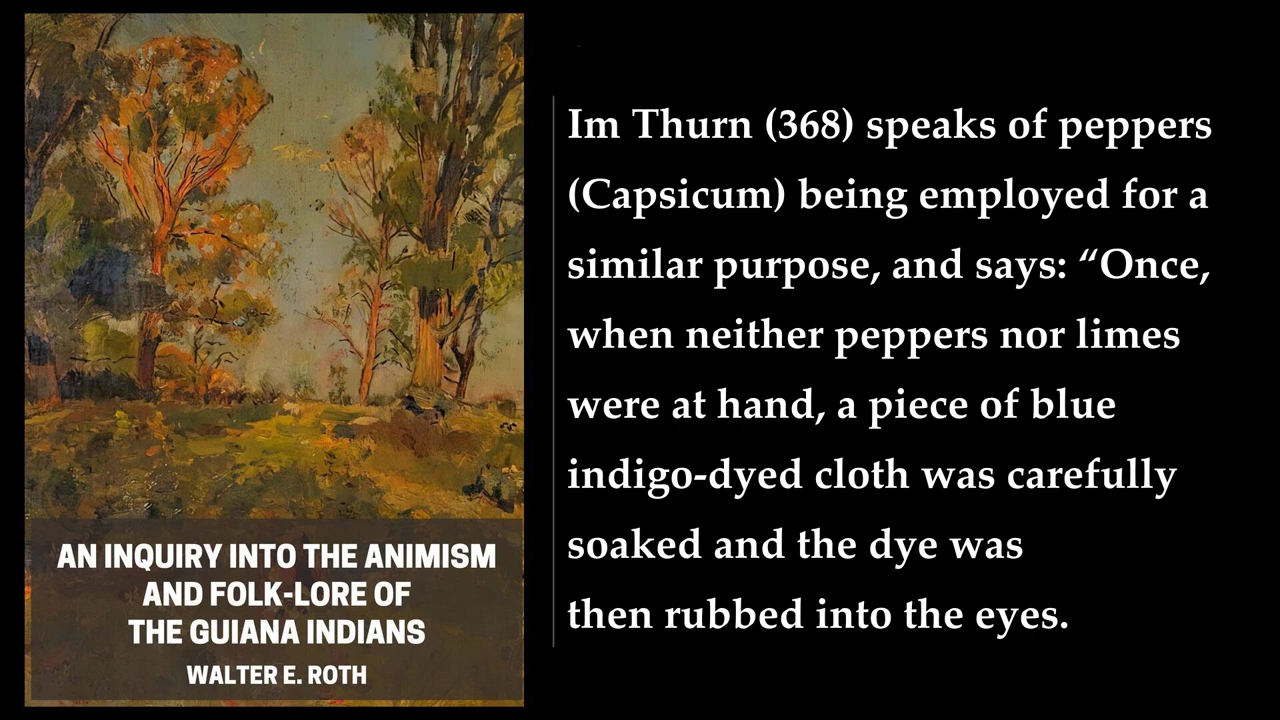 Im Thurn (368) speaks of peppers
(Capsicum) being employed for a
similar purpose, and says: “Once,
when neither peppers nor limes
were at hand, a piece of blue
indigo-dyed cloth was carefully
soaked and the dye was
then rubbed into the eyes.
AN INQUIRY INTO THE ANIMISM
AND FOLK-LORE OF
THE GUIANA INDIANS
WALTER E. ROTH